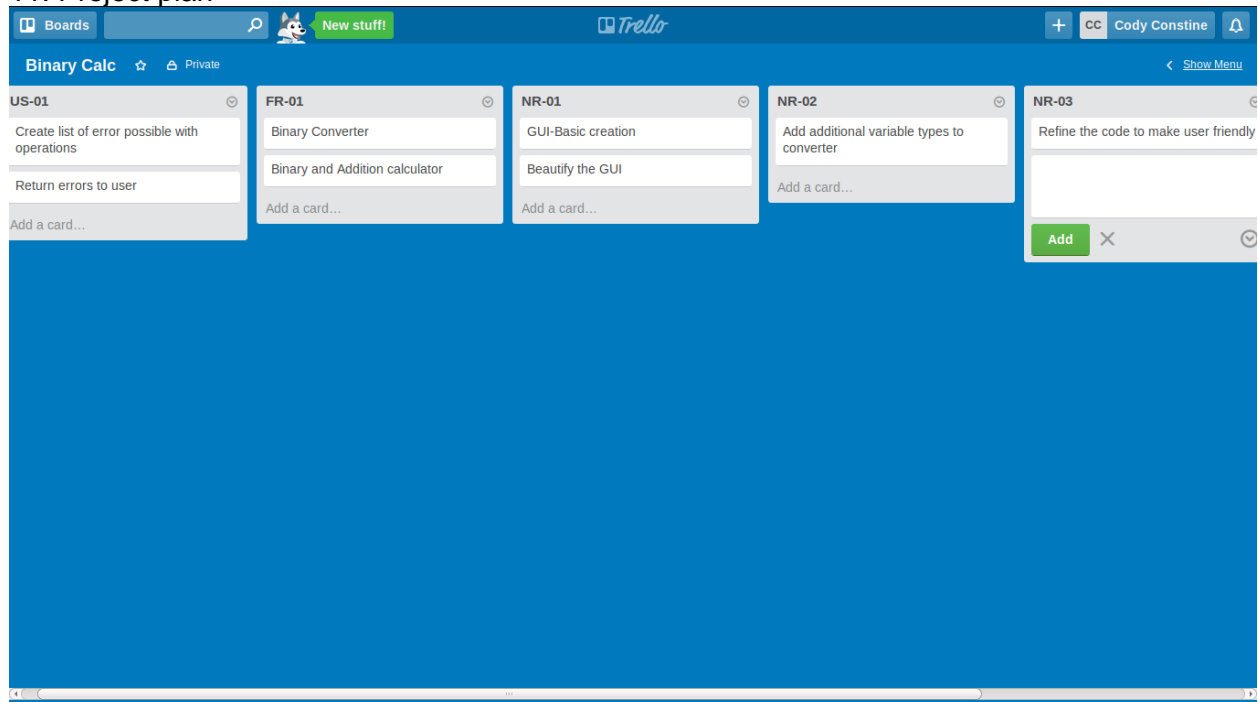 Boards
New stuff!
Trello
+
CC Cody Constine
Binary Calc
Private
Show Menu
US-01
Create list of error possible with
operations
Return errors to user
Add a card…
FR-01
Binary Converter
Binary and Addition calculator
Add a card…
NR-01
GUI-Basic creation
Beautify the GUI
Add a card…
NR-02
Add additional variable types to
converter
Add a card…
NR-03
Refine the code to make user friendly
Add